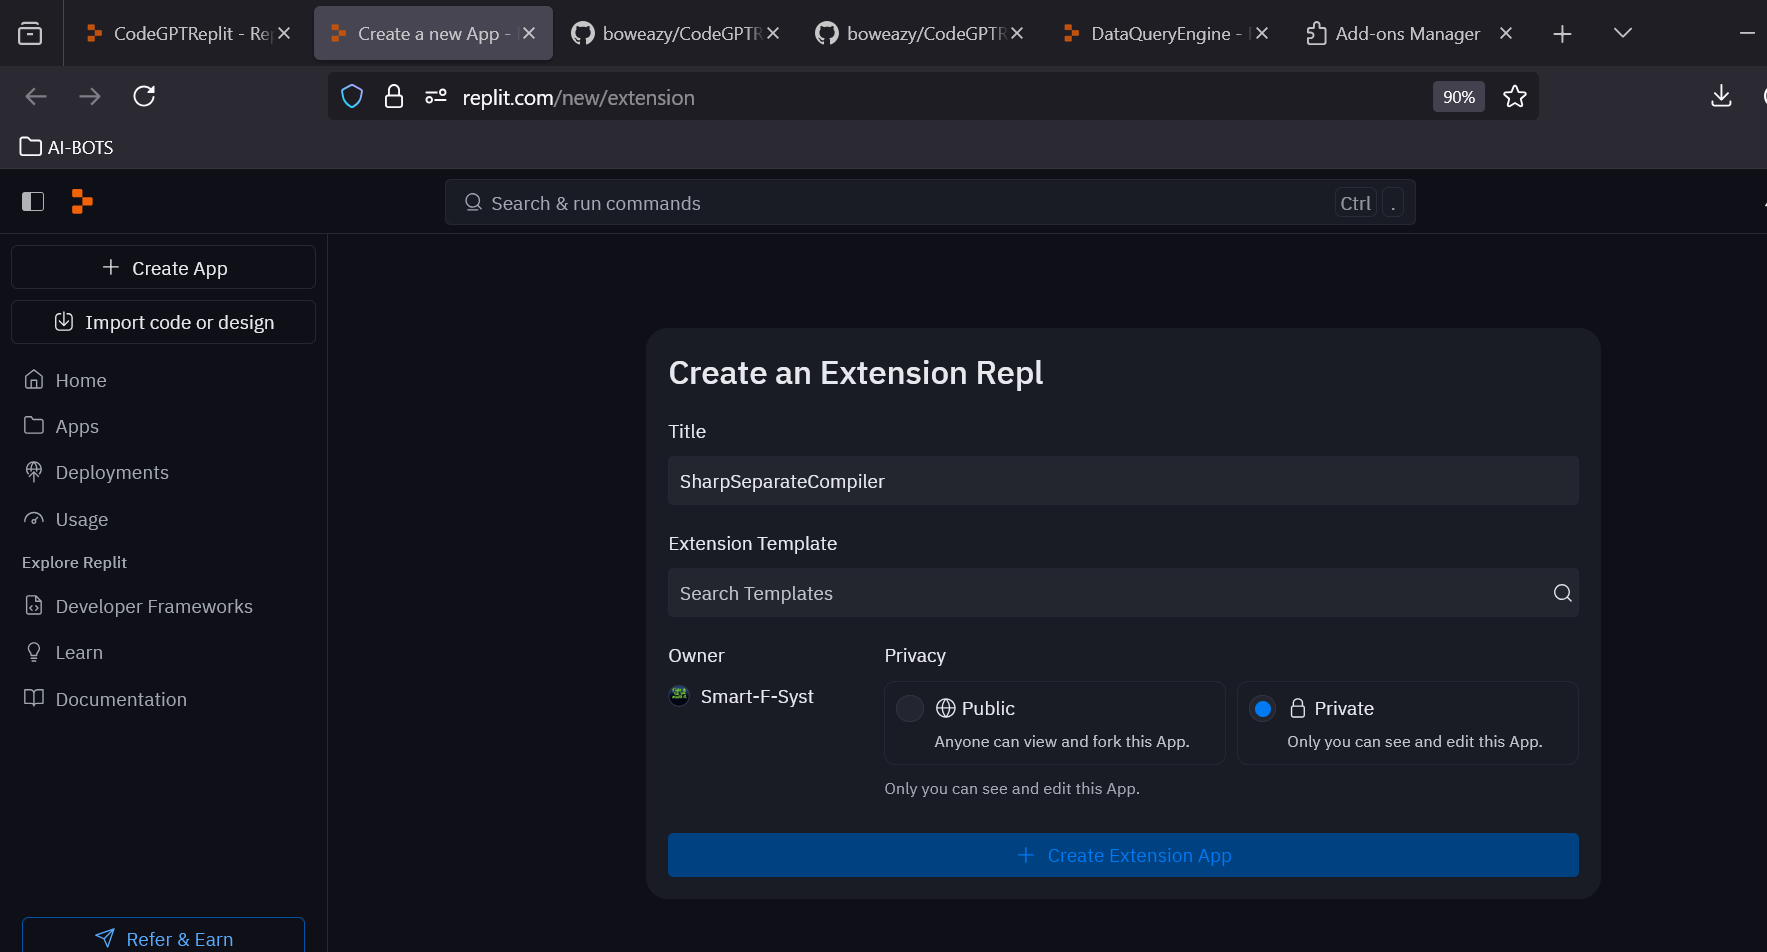 CodeGPTReplit - Rep
Create a new App -
boweazy/CodeGPTR
boweazy/CodeGPTR
DataQueryEngine -
Add-ons Manager
replit.com/new/extension
90%
AI-BOTS
Search & run commands
Ctrl .
Create App
Import code or design
Home
Apps
Deployments
Usage
Explore Replit
Developer Frameworks
Learn
Documentation
Refer & Earn
Create an Extension Repl
Title
SharpSeparateCompiler
Extension Template
Search Templates
Owner
Smart-F-Syst
Privacy
Public
Anyone can view and fork this App.
Private
Only you can see and edit this App.
Only you can see and edit this App.
Create Extension App